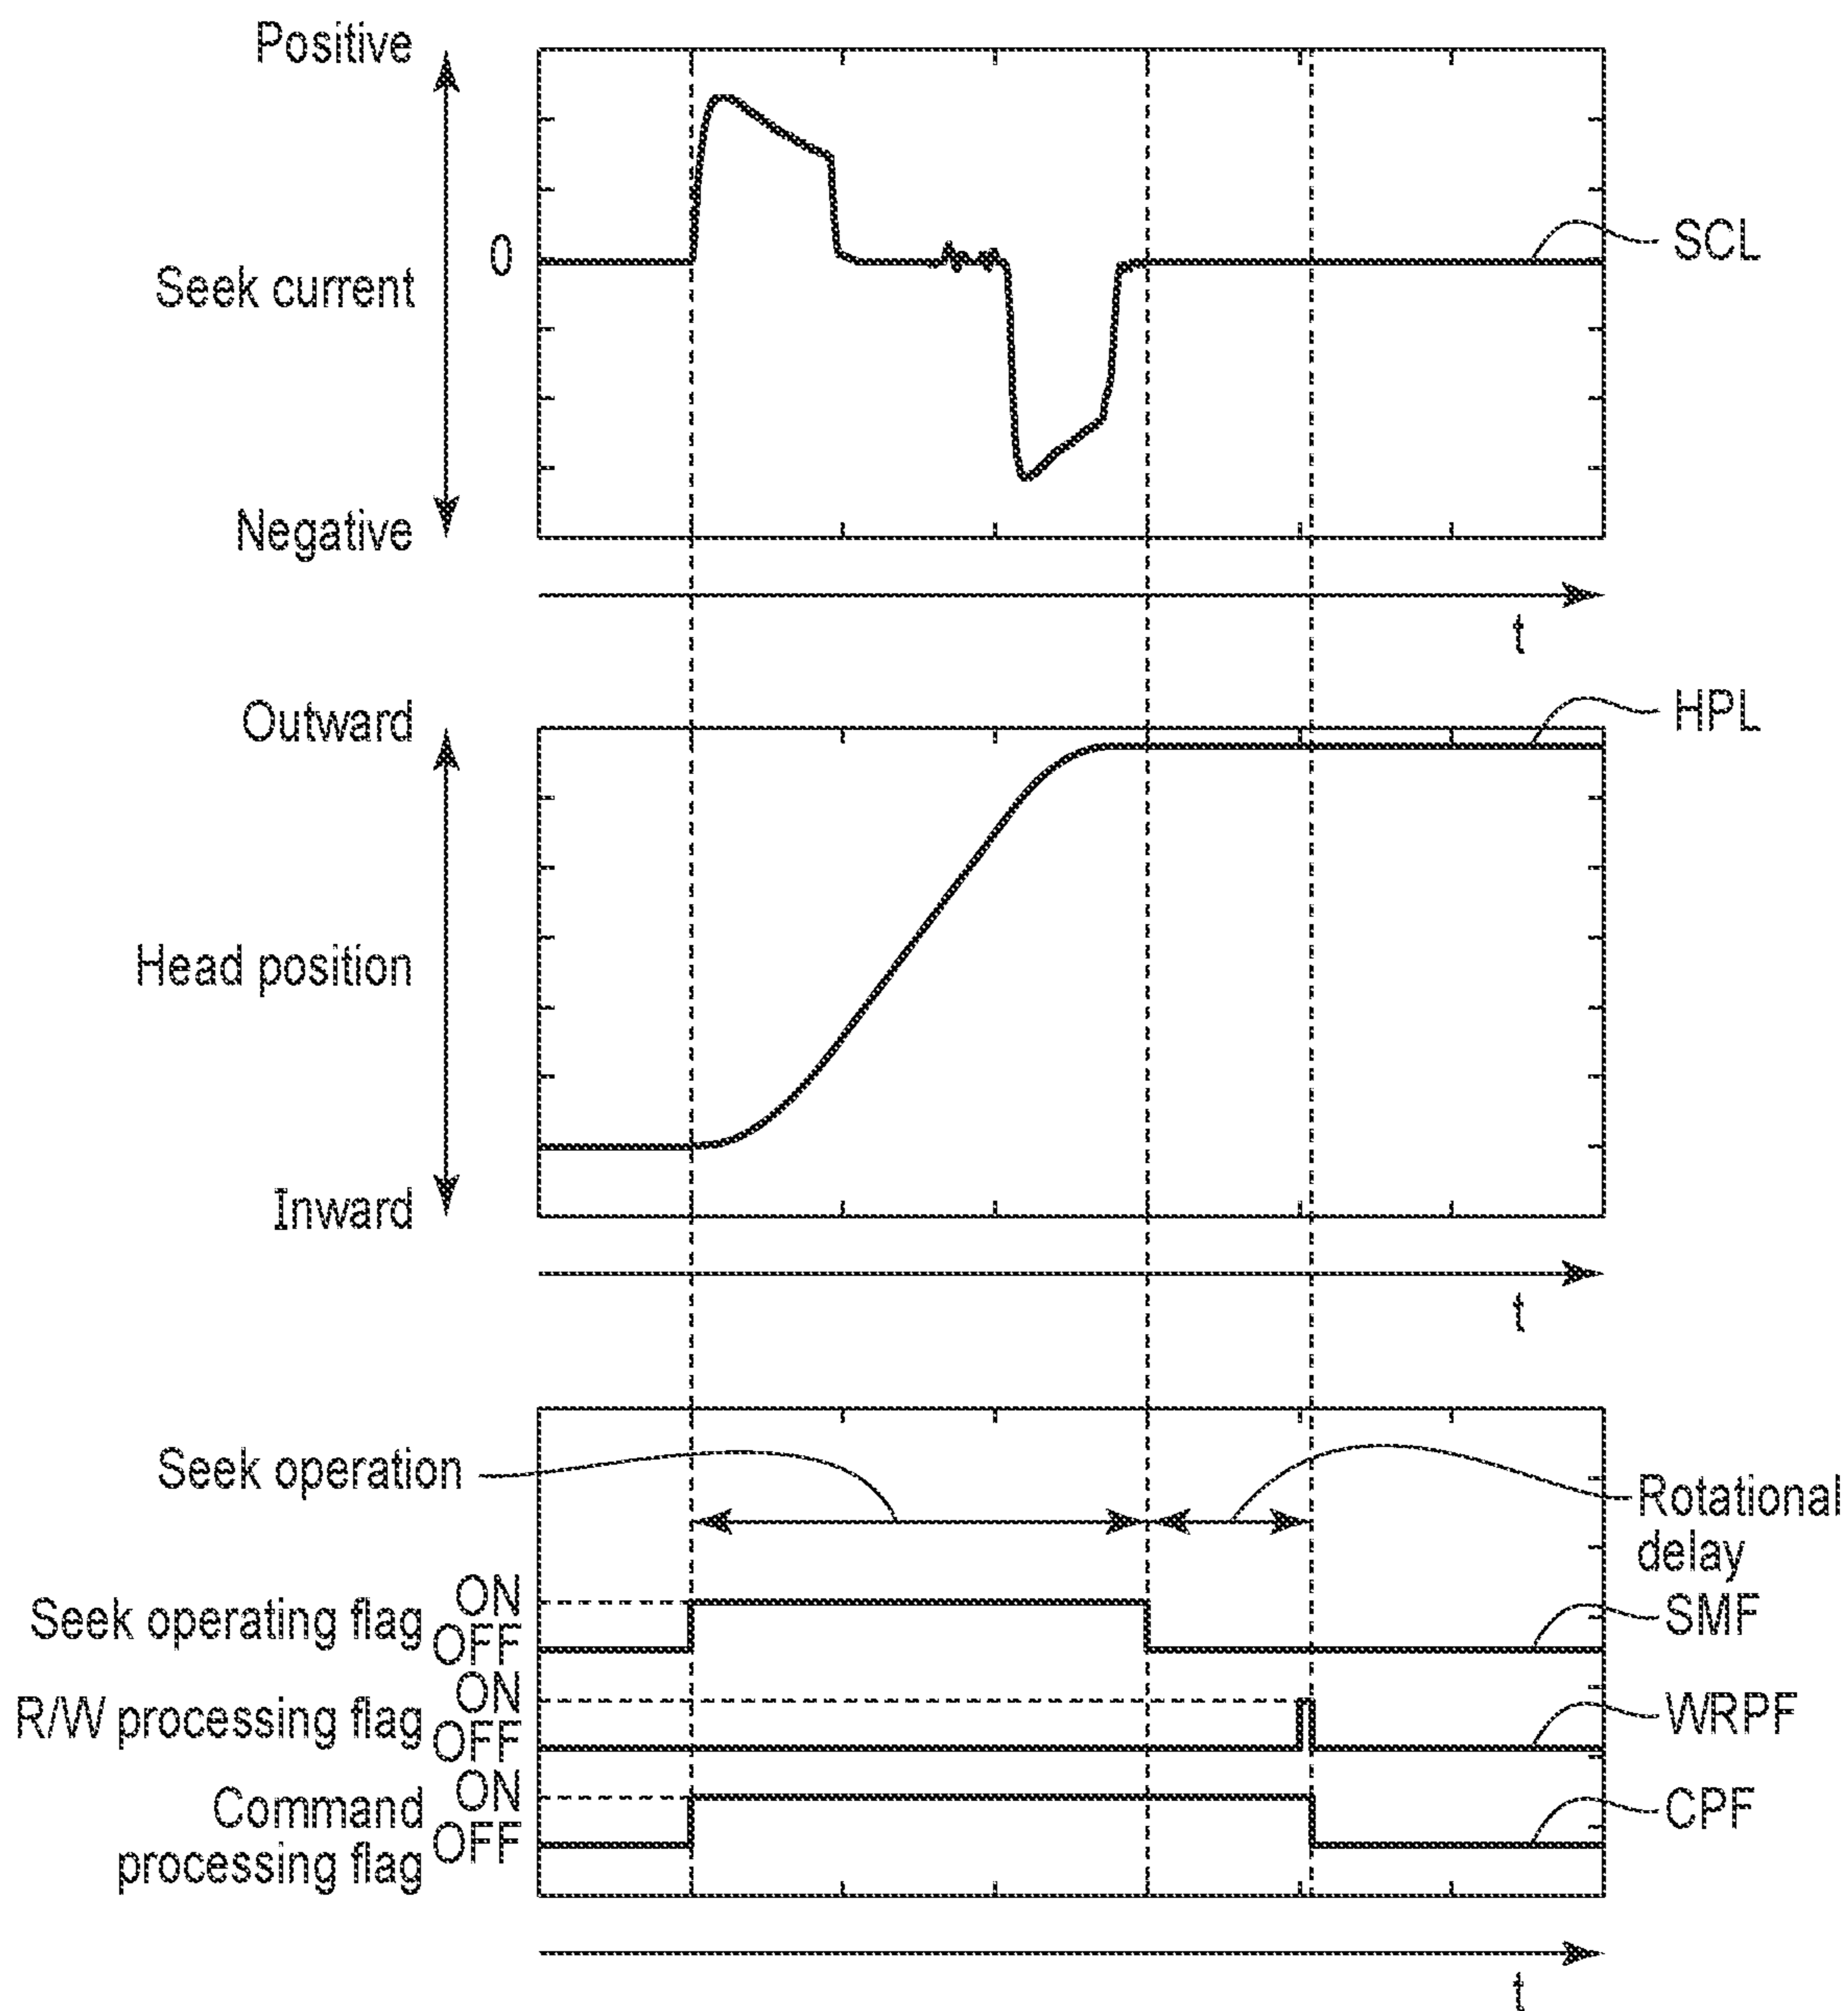 Positive
0
SCL
Seek current
Negative
t
Outward
HPL
Head position
Inward
t
Seek operation
Rotational
delay
Seek operating flag
ON
OFF
SMF
R/W processing flag
ON
OFF
WRPF
Command
processing flag
ON
OFF
CPF
t